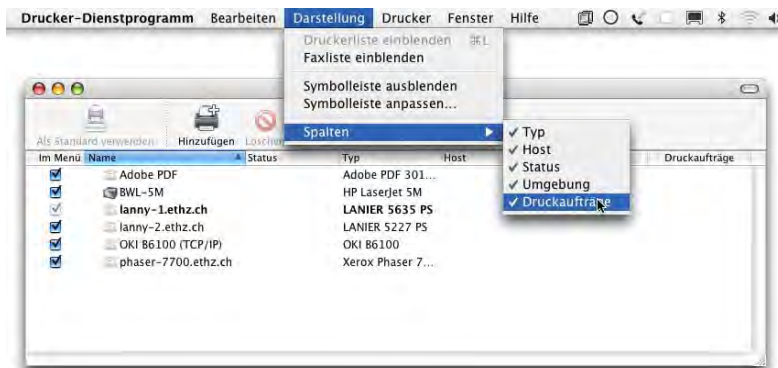 Drucker-Dienstprogramm Bearbeiten Darstellung Drucker Fenster Hilfe
Druckerliste einblenden ⌘L
Faxliste einblenden
Symbolleiste ausblenden
Symbolleiste anpassen...
Spalten
✓ Typ
✓ Host
✓ Status
✓ Umgebung
✓ Druckaufträge
Als Standard verwenden Hinzufügen Löschen
Im Menü Name Status Typ Host Druckaufträge
Adobe PDF Adobe PDF 301...
BWL-5M HP LaserJet 5M
lanny-1.ethz.ch LANIER 5635 PS
lanny-2.ethz.ch LANIER 5227 PS
OKI B6100 (TCP/IP) OKI B6100
phaser-7700.ethz.ch Xerox Phaser 7...